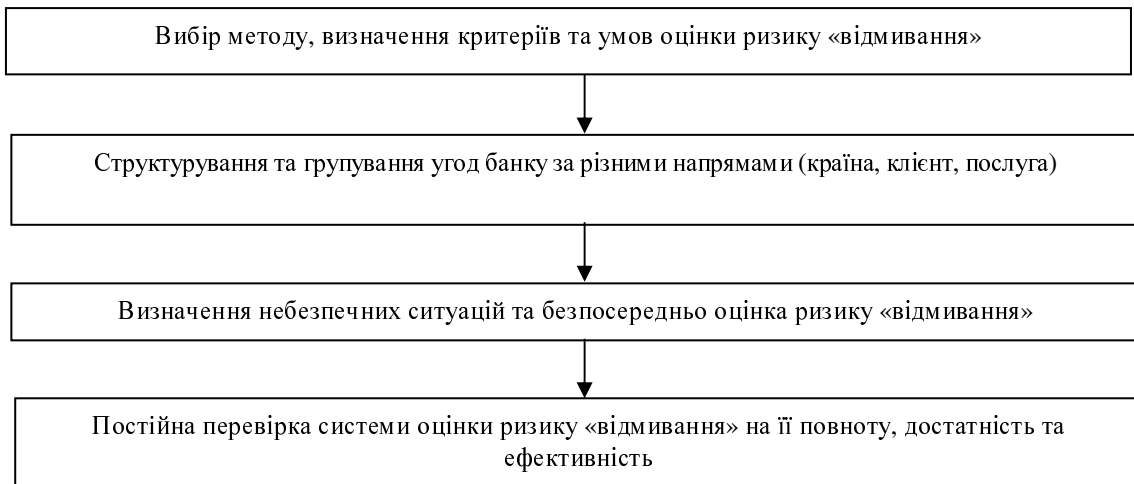 Вибір методу, визначення критеріїв та умов оцінки ризику «відмивання»
Структурування та групування угод банку за різними напрямами (країна, клієнт, послуга)
Визначення небезпечних ситуацій та безпосередньо оцінка ризику «відмивання»
Постійна перевірка системи оцінки ризику «відмивання» на її повноту, достатність та
ефективність